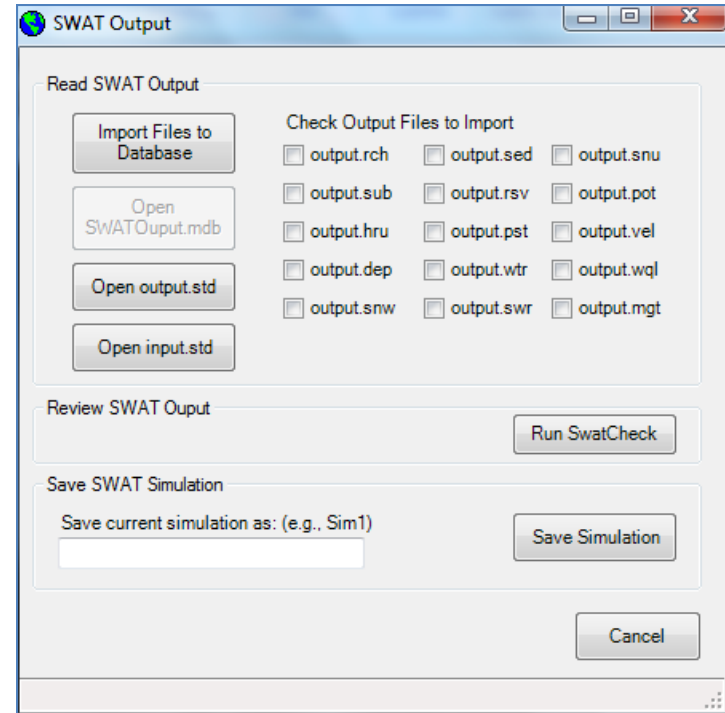 SWAT Output
Read SWAT Output
Import Files to
Database
Open
SWATOuput.mdb
Open output.std
Open input.std
Check Output Files to Import
output.rch output.sed output.snu
output.sub output.rsv output.pot
output.hru output.pst output.vel
output.dep output.wtr output.wql
output.snw output.swr output.mgt
Review SWAT Ouput
Run SwatCheck
Save SWAT Simulation
Save current simulation as: (e.g., Sim1)
Save Simulation
Cancel